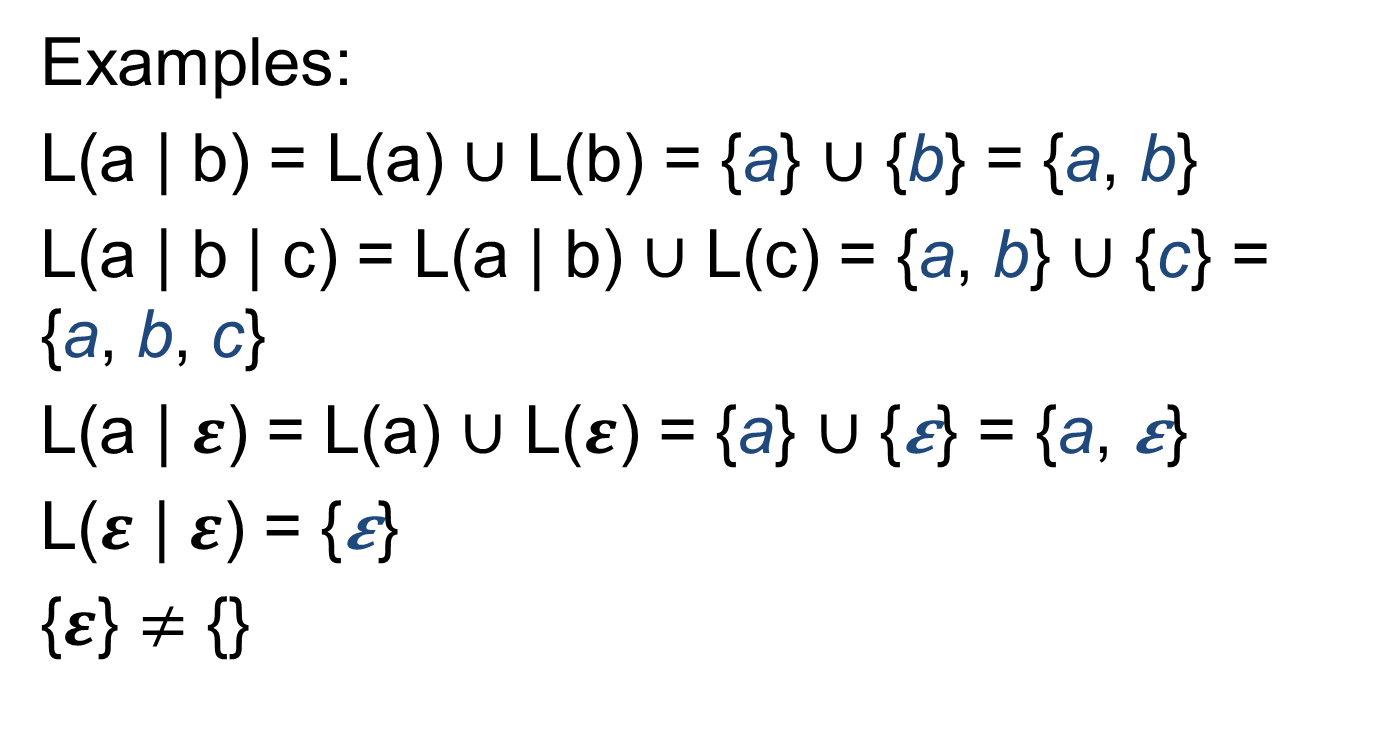 Examples:
L(a | b) = L(a) ∪ L(b) = {a} ∪ {b} = {a, b}
L(a | b | c) = L(a | b) ∪ L(c) = {a, b} ∪ {c} =
{a, b, c}
L(a | ε) = L(a) ∪ L(ε) = {a} ∪ {ε} = {a, ε}
L(ε | ε) = {ε}
{ε} ≠ {}